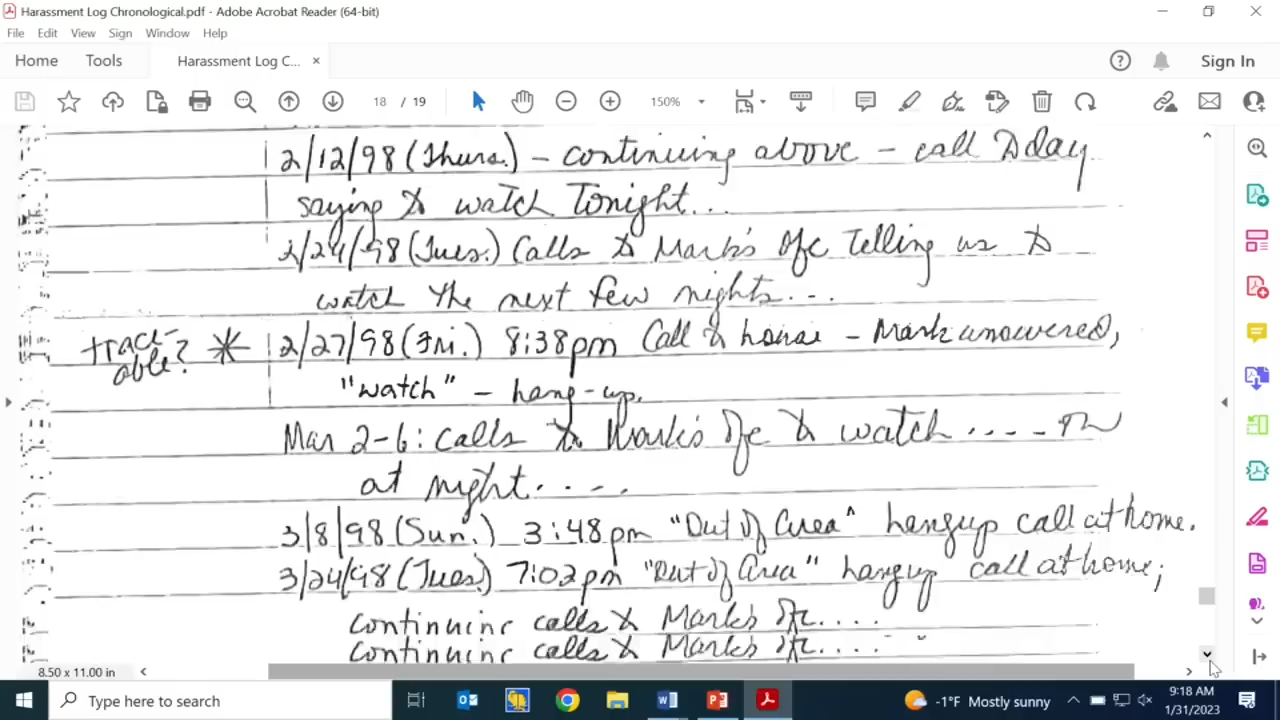 Harassment Log Chronological.pdf - Adobe Acrobat Reader (64-bit)
File Edit View Sign Window Help
Home Tools Harassment Log C... × Sign In
18 / 19 150%
2/12/98 (Thurs.) - continuing above - call to day
saying to watch tonight...
2/24/98 (Tues.) Calls to Mark's ofc telling us to
watch the next few nights...
tract-
able? * 2/27/98 (Fri.) 8:38pm Call to house - Mark answered,
"watch" - hang-up.
Mar 2-6: calls to Mark's ofc to watch ....
at night....
3/8/98 (Sun.) 3:48pm "Out of Area" hangup call at home.
3/24/98 (Tues.) 7:02pm "Out of Area" hangup call at home;
continuing calls to Mark's ofc....
continuing calls to Mark's ofc....
8.50 x 11.00 in
Type here to search
-1°F Mostly sunny
9:18 AM
1/31/2023